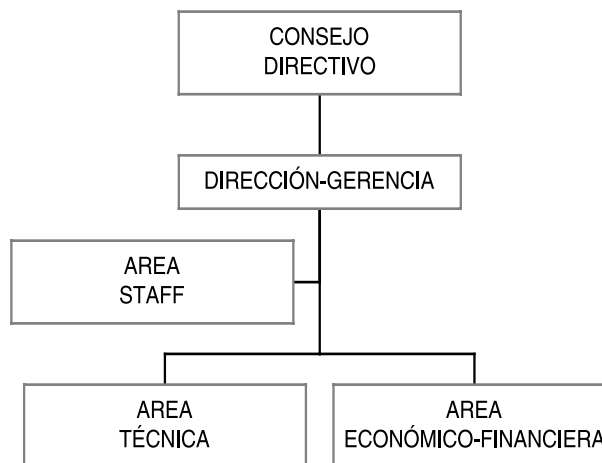 CONSEJO
DIRECTIVO
DIRECCIÓN-GERENCIA
AREA
STAFF
AREA
TÉCNICA
AREA
ECONÓMICO-FINANCIERA